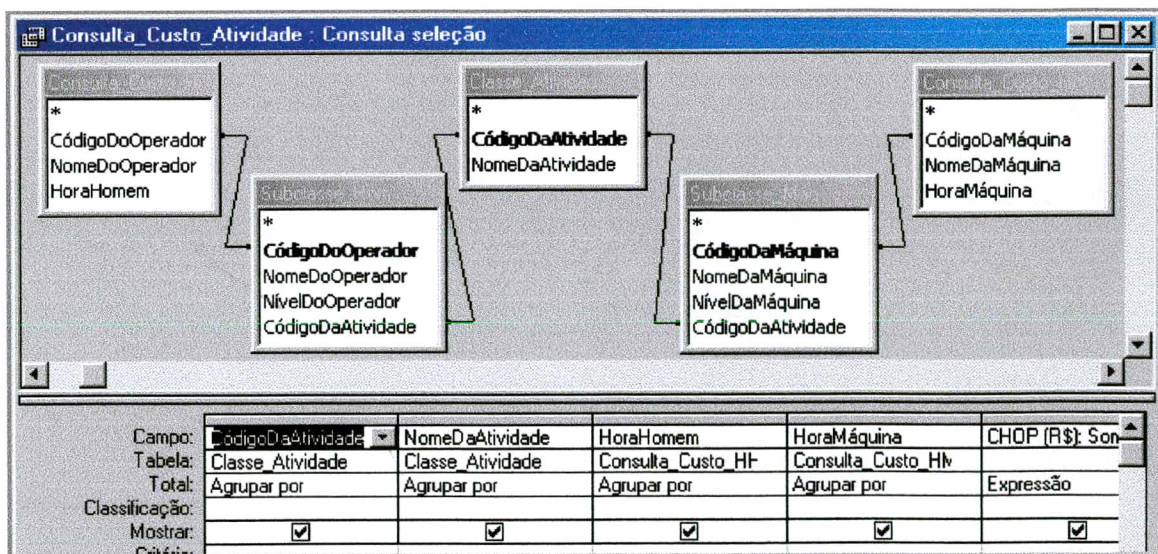 Consulta_Custo_Atividade : Consulta seleção
*
CódigoDoOperador
NomeDoOperador
HoraHomem
*
CódigoDoOperador
NomeDoOperador
NívelDoOperador
CódigoDaAtividade
*
CódigoDaAtividade
NomeDaAtividade
*
CódigoDaMáquina
NomeDaMáquina
NívelDaMáquina
CódigoDaAtividade
*
CódigoDaMáquina
NomeDaMáquina
HoraMáquina
Campo: CódigoDaAtividade NomeDaAtividade HoraHomem HoraMáquina CHOP (R$): Som
Tabela: Classe_Atividade Classe_Atividade Consulta_Custo_HH Consulta_Custo_HM
Total: Agrupar por Agrupar por Agrupar por Agrupar por Expressão
Classificação:
Mostrar: